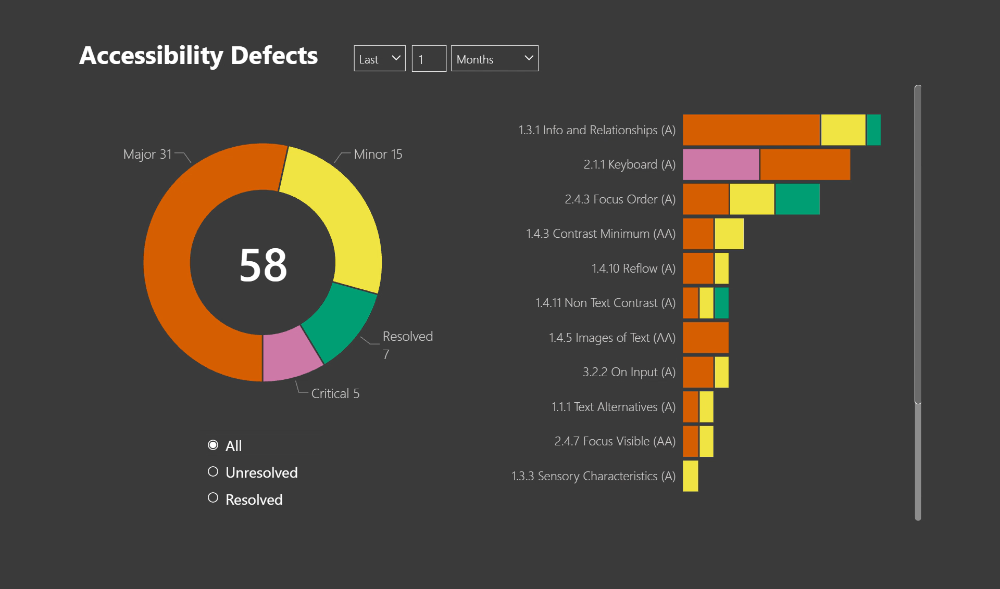 Accessibility Defects
Last
1
Months
Major 31
Minor 15
58
Resolved
7
Critical 5
All
Unresolved
Resolved
1.3.1 Info and Relationships (A)
2.1.1 Keyboard (A)
2.4.3 Focus Order (A)
1.4.3 Contrast Minimum (AA)
1.4.10 Reflow (A)
1.4.11 Non Text Contrast (A)
1.4.5 Images of Text (AA)
3.2.2 On Input (A)
1.1.1 Text Alternatives (A)
2.4.7 Focus Visible (AA)
1.3.3 Sensory Characteristics (A)